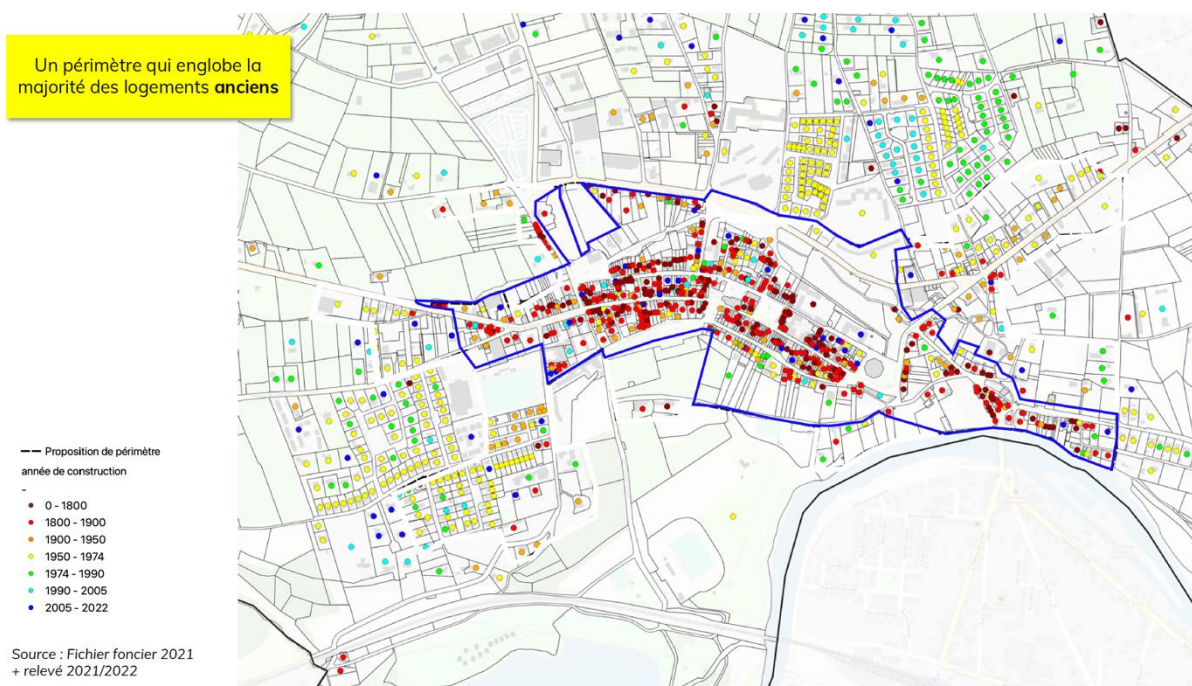 Un périmètre qui englobe la
majorité des logements anciens
Proposition de périmètre
année de construction
-
0 - 1800
1800 - 1900
1900 - 1950
1950 - 1974
1974 - 1990
1990 - 2005
2005 - 2022
Source : Fichier foncier 2021
+ relevé 2021/2022